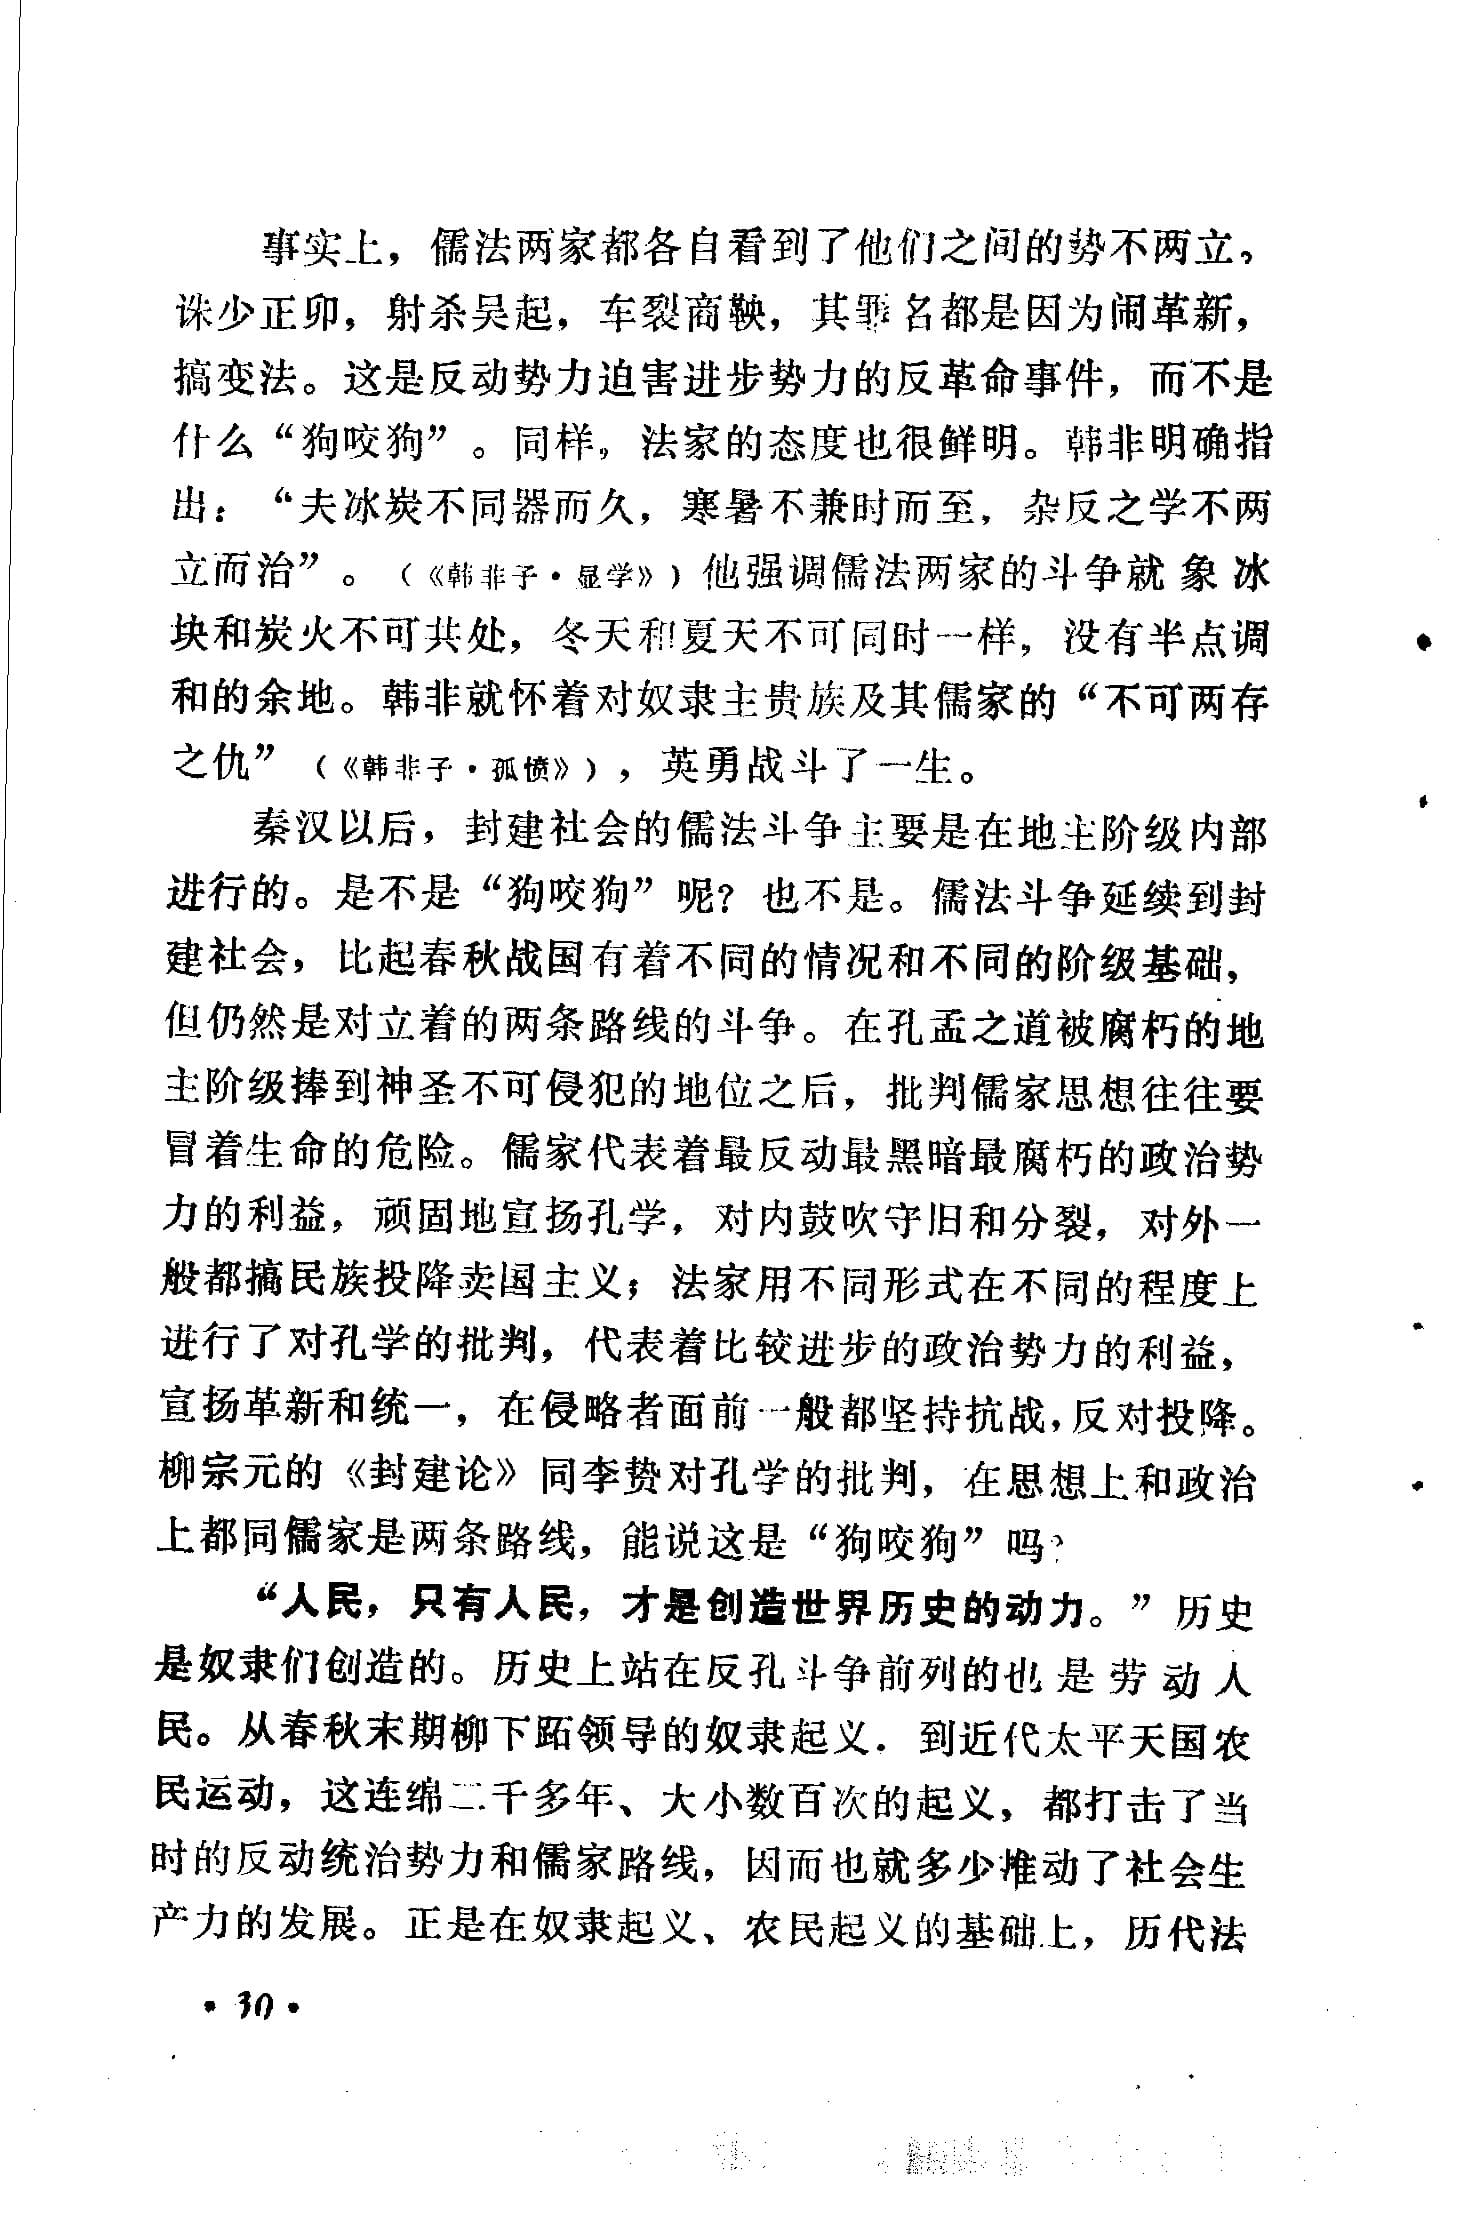 事实上，儒法两家都各自看到了他们之间的势不两立。
诛少正卯，射杀吴起，车裂商鞅，其罪名都是因为闹革新，
搞变法。这是反动势力迫害进步势力的反革命事件，而不是
什么“狗咬狗”。同样，法家的态度也很鲜明。韩非明确指
出：“夫冰炭不同器而久，寒暑不兼时而至，杂反之学不两
立而治”。（《韩非子·显学》）他强调儒法两家的斗争就象冰
块和炭火不可共处，冬天和夏天不可同时一样，没有半点调
和的余地。韩非就怀着对奴隶主贵族及其儒家的“不可两存
之仇”（《韩非子·孤愤》），英勇战斗了一生。
秦汉以后，封建社会的儒法斗争主要是在地主阶级内部
进行的。是不是“狗咬狗”呢？也不是。儒法斗争延续到封
建社会，比起春秋战国有着不同的情况和不同的阶级基础，
但仍然是对立着的两条路线的斗争。在孔孟之道被腐朽的地
主阶级捧到神圣不可侵犯的地位之后，批判儒家思想往往要
冒着生命的危险。儒家代表着最反动最黑暗最腐朽的政治势
力的利益，顽固地宣扬孔学，对内鼓吹守旧和分裂，对外一
般都搞民族投降卖国主义；法家用不同形式在不同的程度上
进行了对孔学的批判，代表着比较进步的政治势力的利益，
宣扬革新和统一，在侵略者面前一般都坚持抗战，反对投降。
柳宗元的《封建论》同李贽对孔学的批判，在思想上和政治
上都同儒家是两条路线，能说这是“狗咬狗”吗？
“人民，只有人民，才是创造世界历史的动力。”历史
是奴隶们创造的。历史上站在反孔斗争前列的也是劳动人
民。从春秋末期柳下跖领导的奴隶起义．到近代太平天国农
民运动，这连绵二千多年、大小数百次的起义，都打击了当
时的反动统治势力和儒家路线，因而也就多少推动了社会生
产力的发展。正是在奴隶起义、农民起义的基础上，历代法
·30·